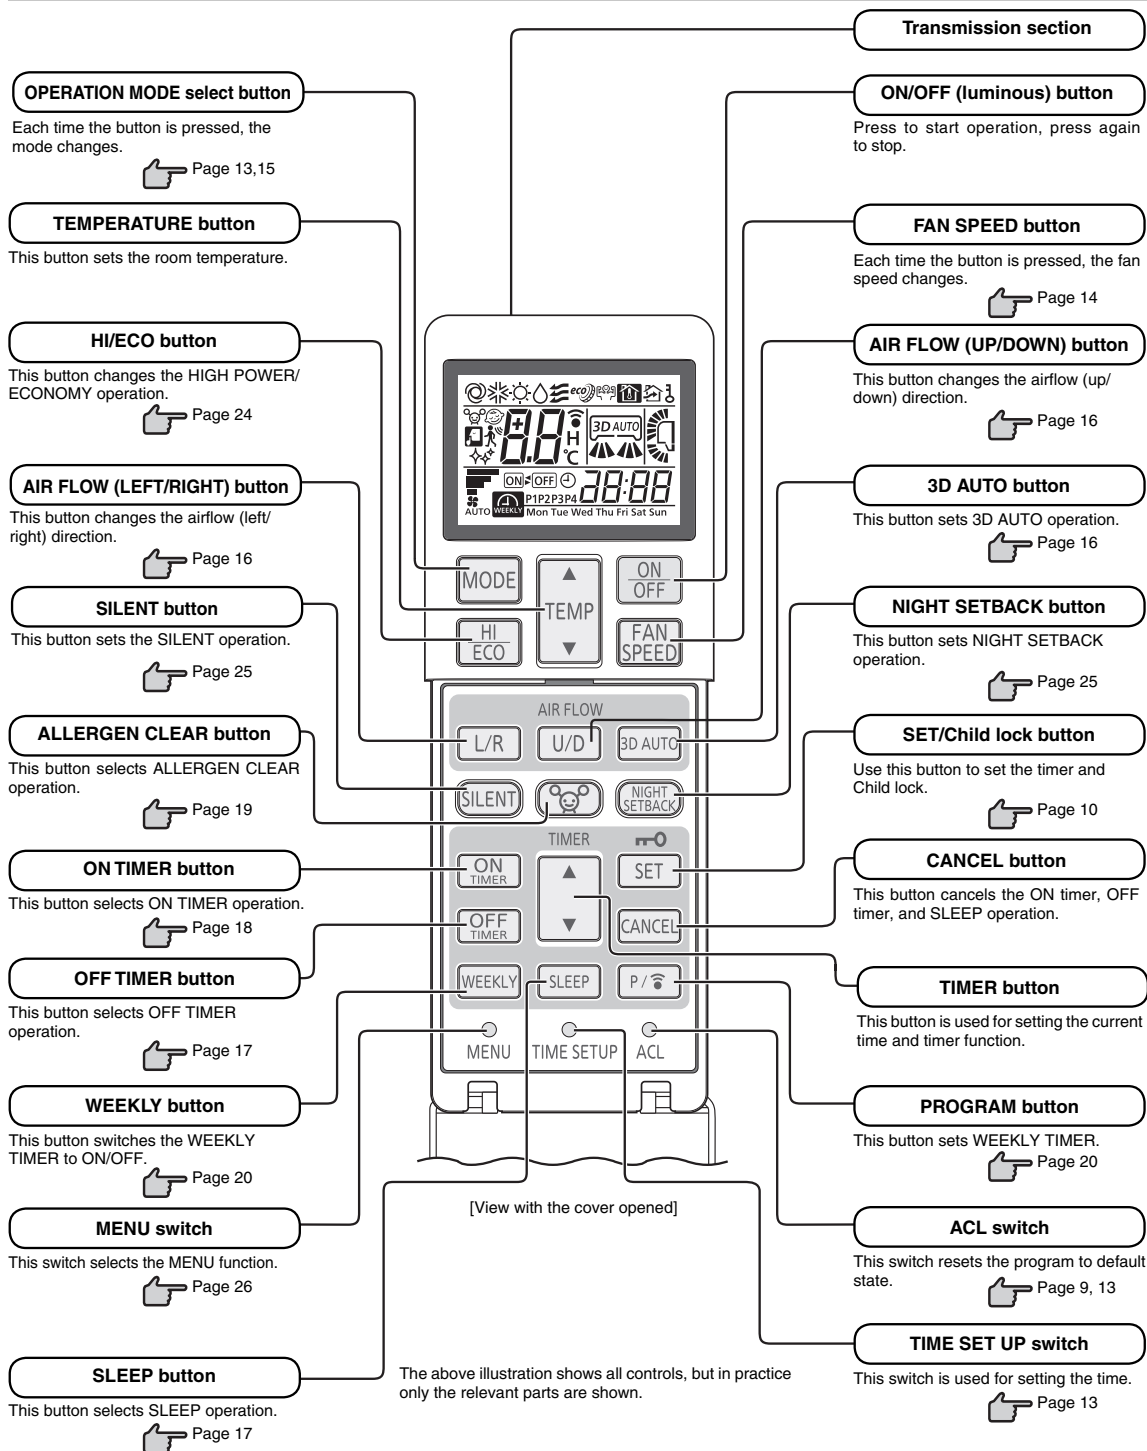 Transmission section
OPERATION MODE select button
Each time the button is pressed, the
mode changes.
Page 13,15
TEMPERATURE button
This button sets the room temperature.
HI/ECO button
This button changes the HIGH POWER/
ECONOMY operation.
Page 24
AIR FLOW (LEFT/RIGHT) button
This button changes the airflow (left/
right) direction.
Page 16
SILENT button
This button sets the SILENT operation.
Page 25
ALLERGEN CLEAR button
This button selects ALLERGEN CLEAR
operation.
Page 19
ON TIMER button
This button selects ON TIMER operation.
Page 18
OFF TIMER button
This button selects OFF TIMER
operation.
Page 17
WEEKLY button
This button switches the WEEKLY
TIMER to ON/OFF.
Page 20
MENU switch
This switch selects the MENU function.
Page 26
SLEEP button
This button selects SLEEP operation.
Page 17
eco
+8.8
H
°C
3D AUTO
ON OFF
P1P2P3P4
28:88
AUTO WEEKLY Mon Tue Wed Thu Fri Sat Sun
MODE
TEMP
ON
OFF
HI
ECO
FAN
SPEED
AIR FLOW
L/R
U/D
3D AUTO
SILENT
NIGHT
SETBACK
TIMER
ON
TIMER
SET
OFF
TIMER
CANCEL
WEEKLY
SLEEP
P/
MENU
TIME SETUP
ACL
[View with the cover opened]
The above illustration shows all controls, but in practice
only the relevant parts are shown.
ON/OFF (luminous) button
Press to start operation, press again
to stop.
FAN SPEED button
Each time the button is pressed, the fan
speed changes.
Page 14
AIR FLOW (UP/DOWN) button
This button changes the airflow (up/
down) direction.
Page 16
3D AUTO button
This button sets 3D AUTO operation.
Page 16
NIGHT SETBACK button
This button sets NIGHT SETBACK
operation.
Page 25
SET/Child lock button
Use this button to set the timer and
Child lock.
Page 10
CANCEL button
This button cancels the ON timer, OFF
timer, and SLEEP operation.
TIMER button
This button is used for setting the current
time and timer function.
PROGRAM button
This button sets WEEKLY TIMER.
Page 20
ACL switch
This switch resets the program to default
state.
Page 9, 13
TIME SET UP switch
This switch is used for setting the time.
Page 13